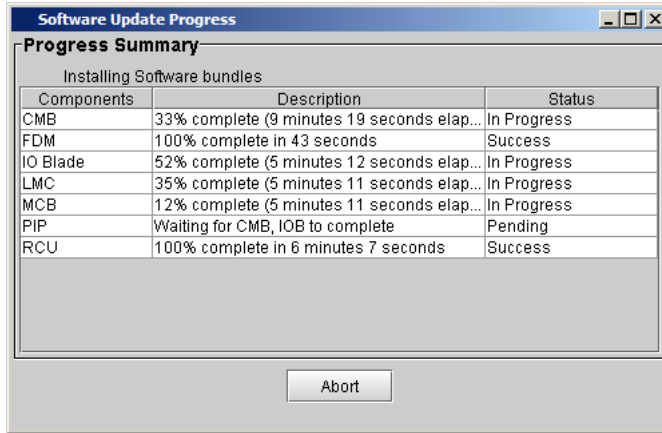 Software Update Progress
Progress Summary
Installing Software bundles
Components Description Status
CMB 33% complete (9 minutes 19 seconds elap... In Progress
FDM 100% complete in 43 seconds Success
IO Blade 52% complete (5 minutes 12 seconds elap... In Progress
LMC 35% complete (5 minutes 11 seconds elap... In Progress
MCB 12% complete (5 minutes 11 seconds elap... In Progress
PIP Waiting for CMB, IOB to complete Pending
RCU 100% complete in 6 minutes 7 seconds Success
Abort